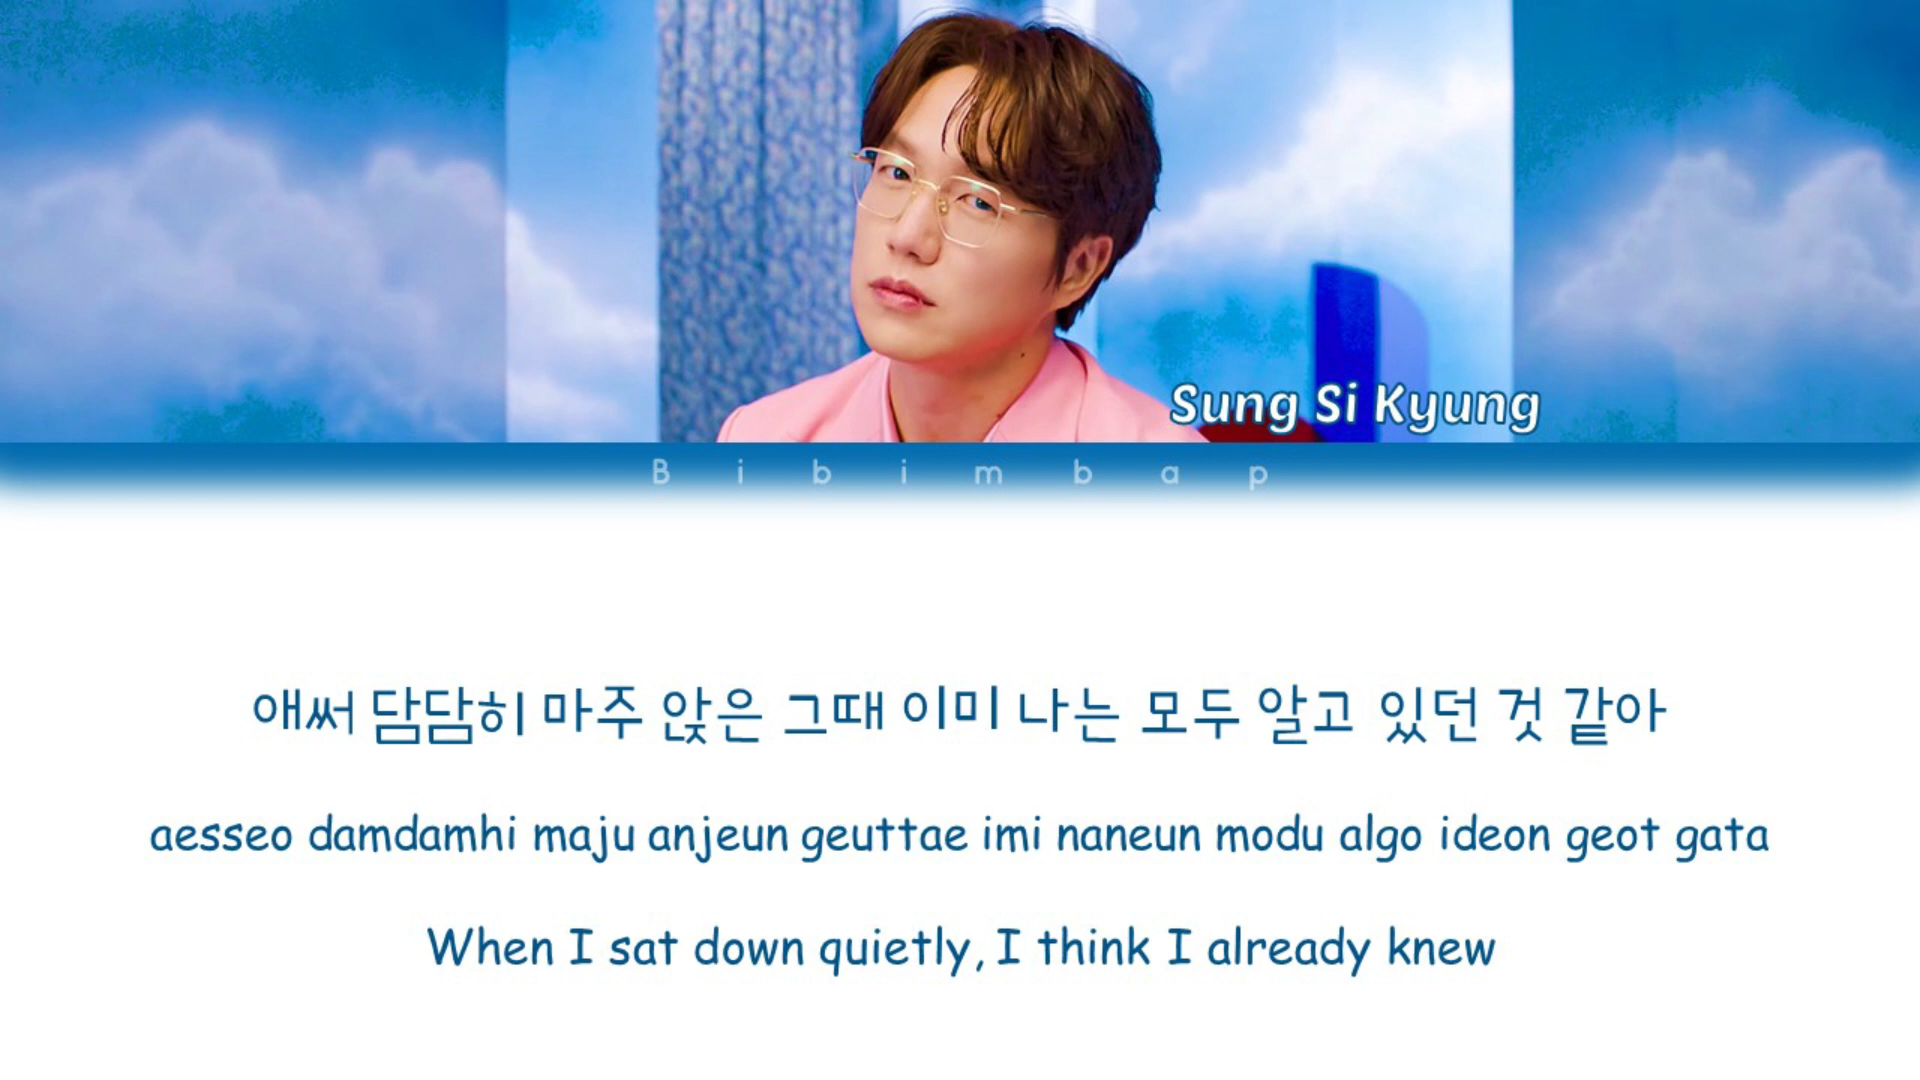 Sung Si Kyung
Bibimbap
애써 담담히 마주 앉은 그때 이미 나는 모두 알고 있던 것 같아
aesseo damdamhi maju anjeun geuttae imi naneun modu algo ideon geot gata
When I sat down quietly, I think I already knew